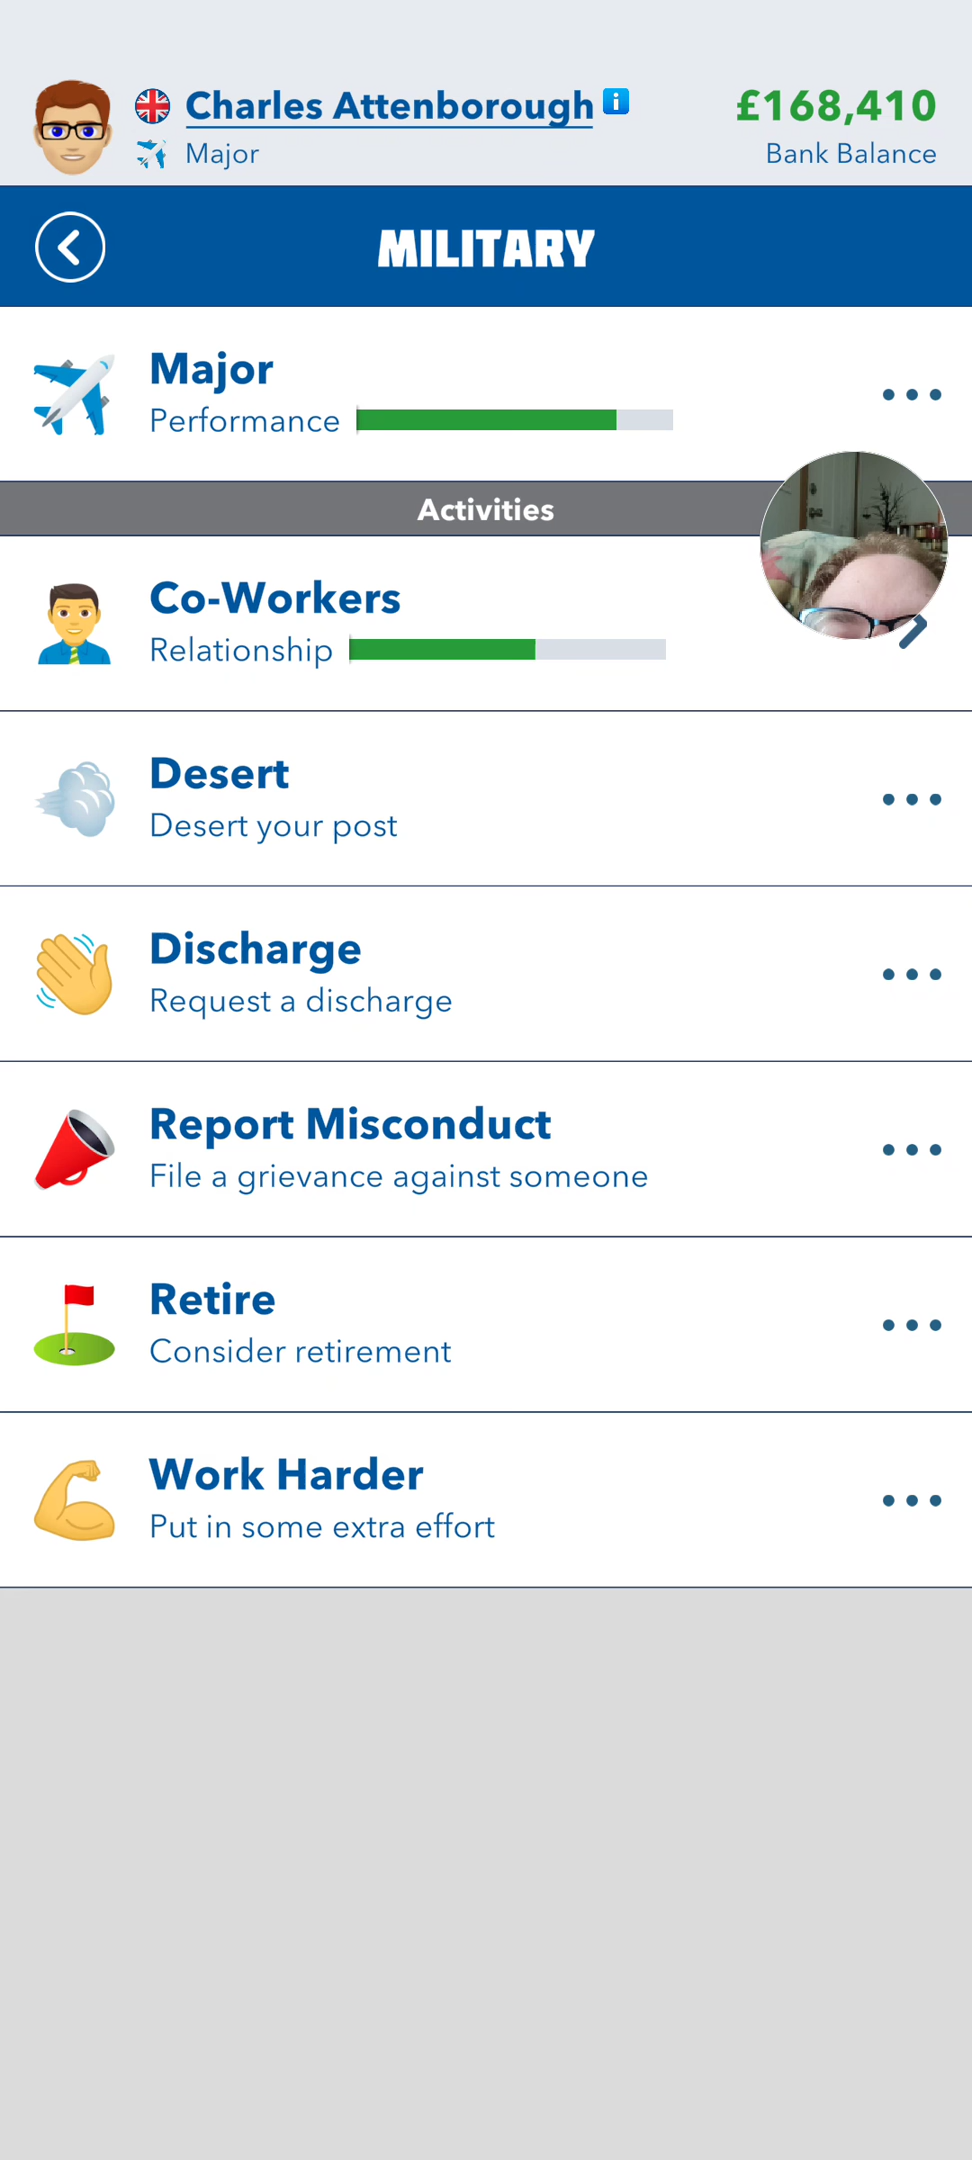 Charles Attenborough i
£168,410
Major
Bank Balance
MILITARY
Major
Performance
Activities
Co-Workers
Relationship
Desert
Desert your post
Discharge
Request a discharge
Report Misconduct
File a grievance against someone
Retire
Consider retirement
Work Harder
Put in some extra effort